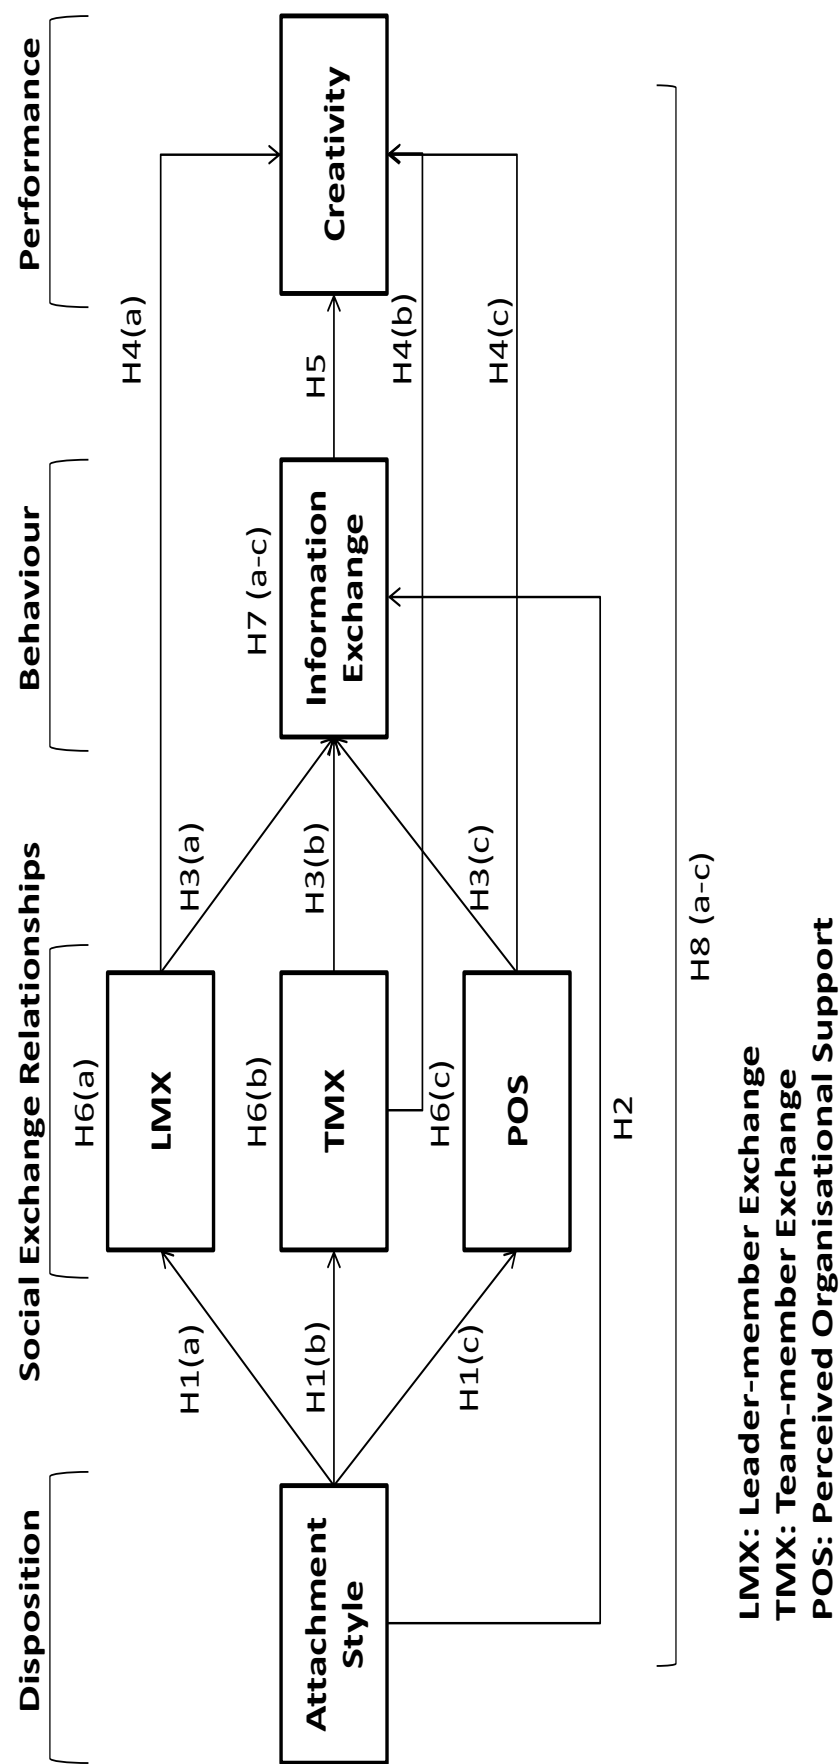 Disposition
Social Exchange Relationships
Behaviour
Performance
H6(a)
LMX
H4(a)
H1(a)
H3(a)
H6(b)
H7 (a-c)
Attachment
Style
H1(b)
TMX
H3(b)
Information
Exchange
H5
Creativity
H4(b)
H6(c)
H1(c)
POS
H3(c)
H4(c)
H2
H8 (a-c)
LMX: Leader-member Exchange
TMX: Team-member Exchange
POS: Perceived Organisational Support